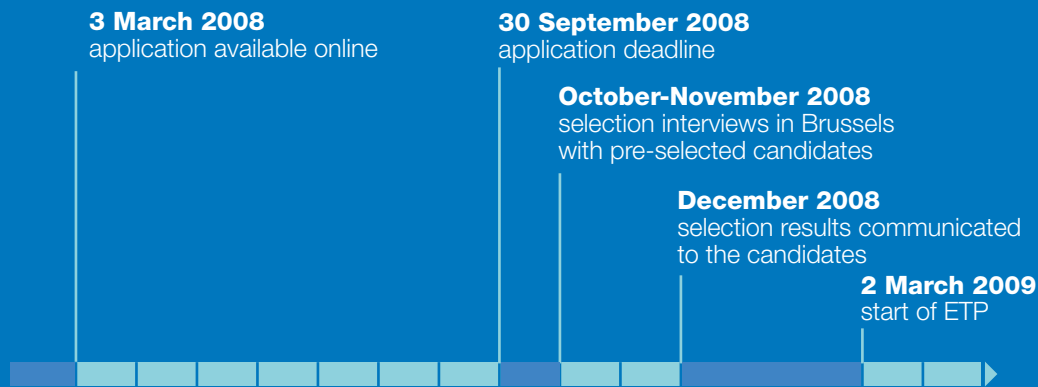 3 March 2008
application available online
30 September 2008
application deadline
October-November 2008
selection interviews in Brussels
with pre-selected candidates
December 2008
selection results communicated
to the candidates
2 March 2009
start of ETP